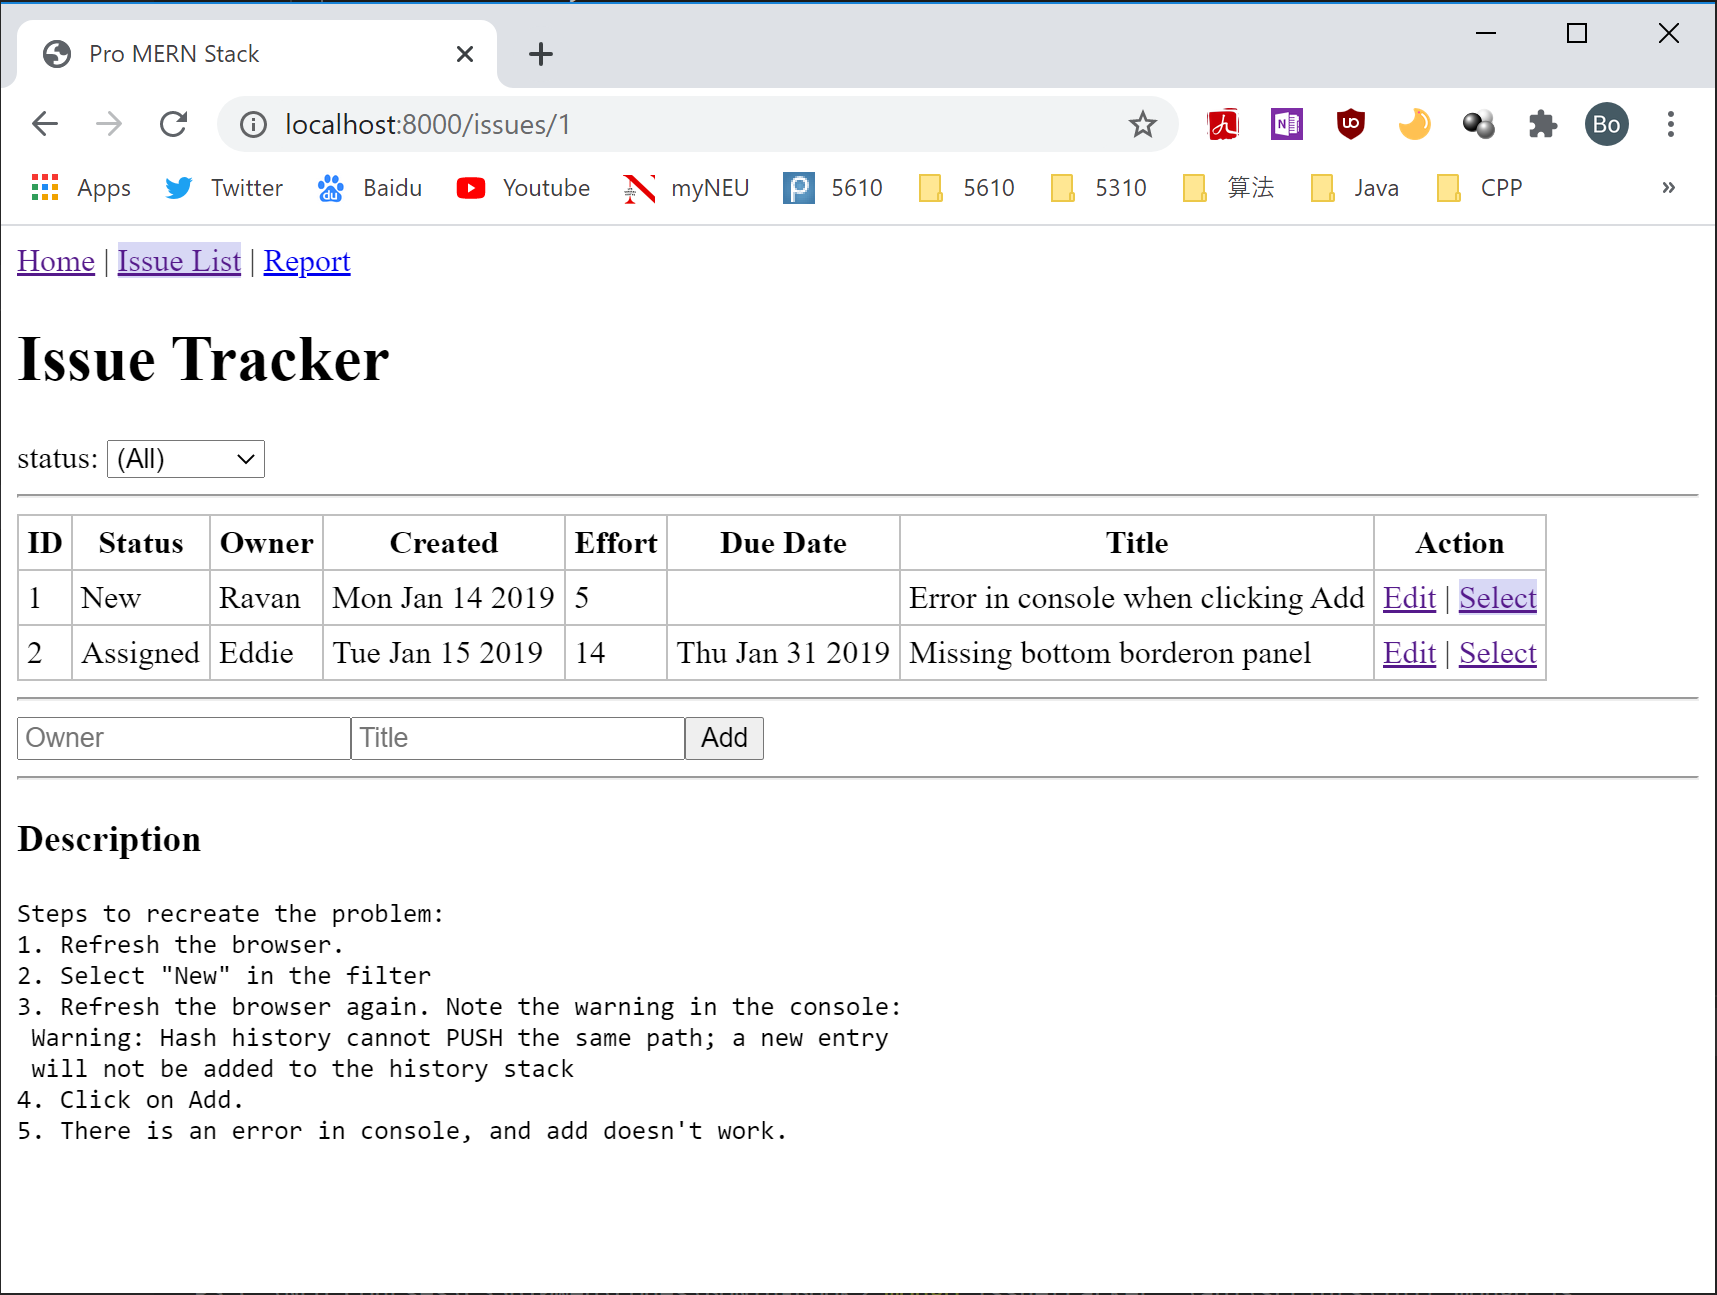 Pro MERN Stack
localhost:8000/issues/1
Bo
Apps Twitter Baidu Youtube myNEU 5610 5610 5310 算法 Java CPP »
Home | Issue List | Report
Issue Tracker
status: (All)
ID Status Owner Created Effort Due Date Title Action
1 New Ravan Mon Jan 14 2019 5 Error in console when clicking Add Edit | Select
2 Assigned Eddie Tue Jan 15 2019 14 Thu Jan 31 2019 Missing bottom borderon panel Edit | Select
Owner Title Add
Description
Steps to recreate the problem:
1. Refresh the browser.
2. Select "New" in the filter
3. Refresh the browser again. Note the warning in the console:
Warning: Hash history cannot PUSH the same path; a new entry
will not be added to the history stack
4. Click on Add.
5. There is an error in console, and add doesn't work.